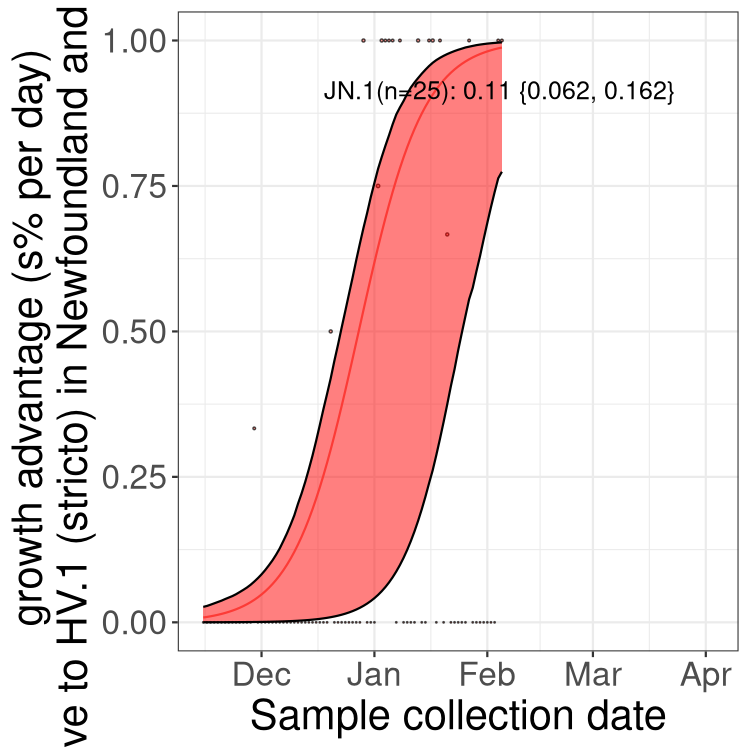 growth advantage (s% per day)
ve to HV.1 (stricto) in Newfoundland and
1.00
0.75
0.50
0.25
0.00
JN.1(n=25): 0.11 {0.062, 0.162}
Dec Jan Feb Mar Apr
Sample collection date